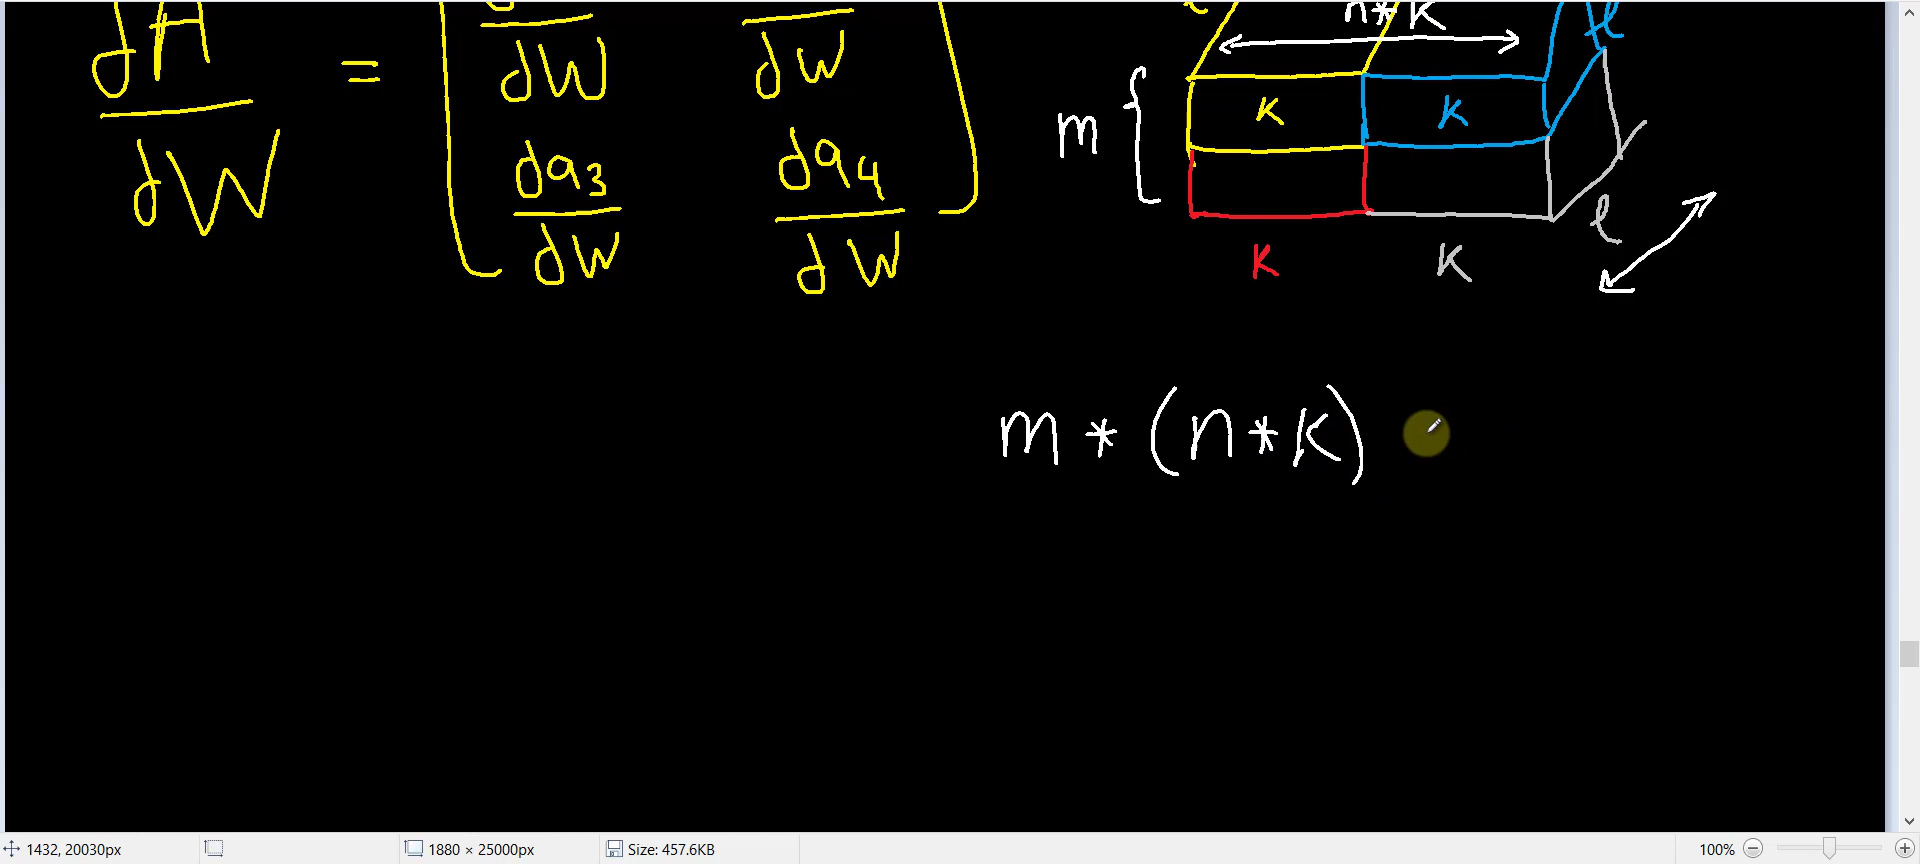 n * K
dA
dW
=
dW
dW
m
K K
l
da3
dW
da4
dW
l
K K
m * (n * K)
1432, 20030px
1880 × 25000px
Size: 457.6KB
100%